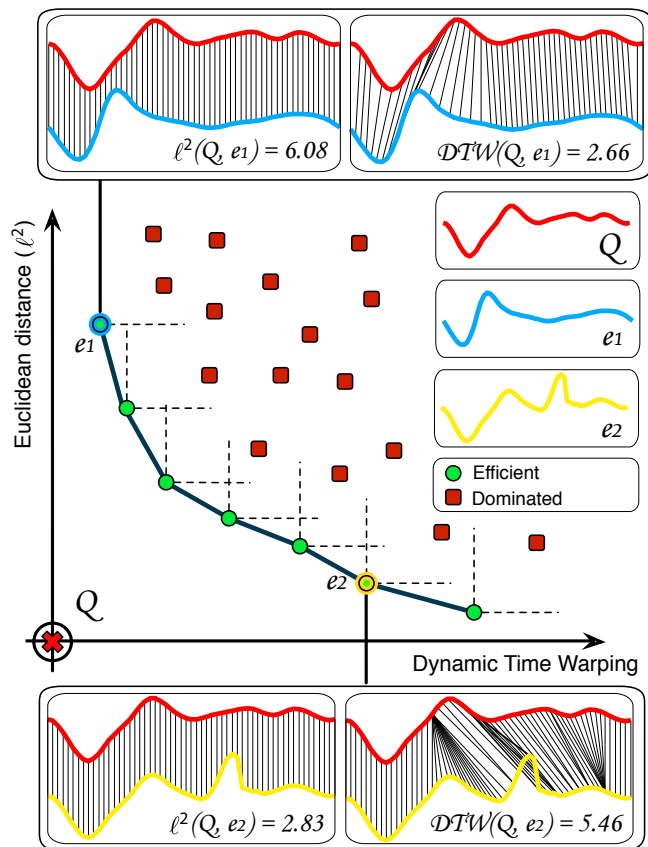 ℓ²(Q, e1) = 6.08
DTW(Q, e1) = 2.66
Euclidean distance (ℓ²)
Q
e1
e1
e2
Efficient
Dominated
e2
Q
Dynamic Time Warping
ℓ²(Q, e2) = 2.83
DTW(Q, e2) = 5.46